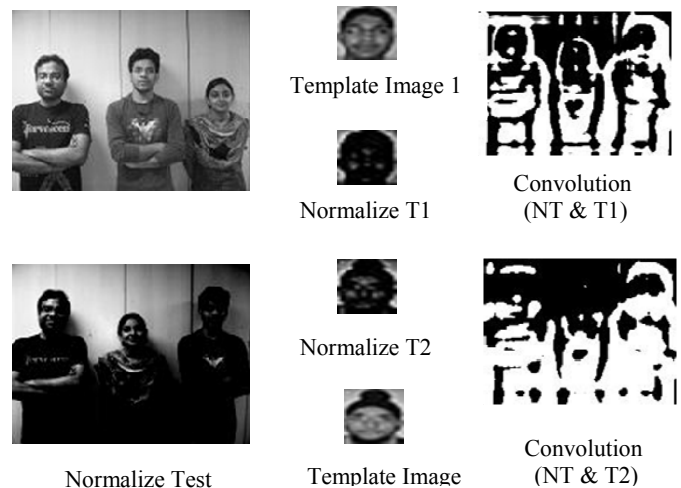 Template Image 1
Normalize T1
Convolution
(NT & T1)
Normalize T2
Normalize Test
Template Image
Convolution
(NT & T2)